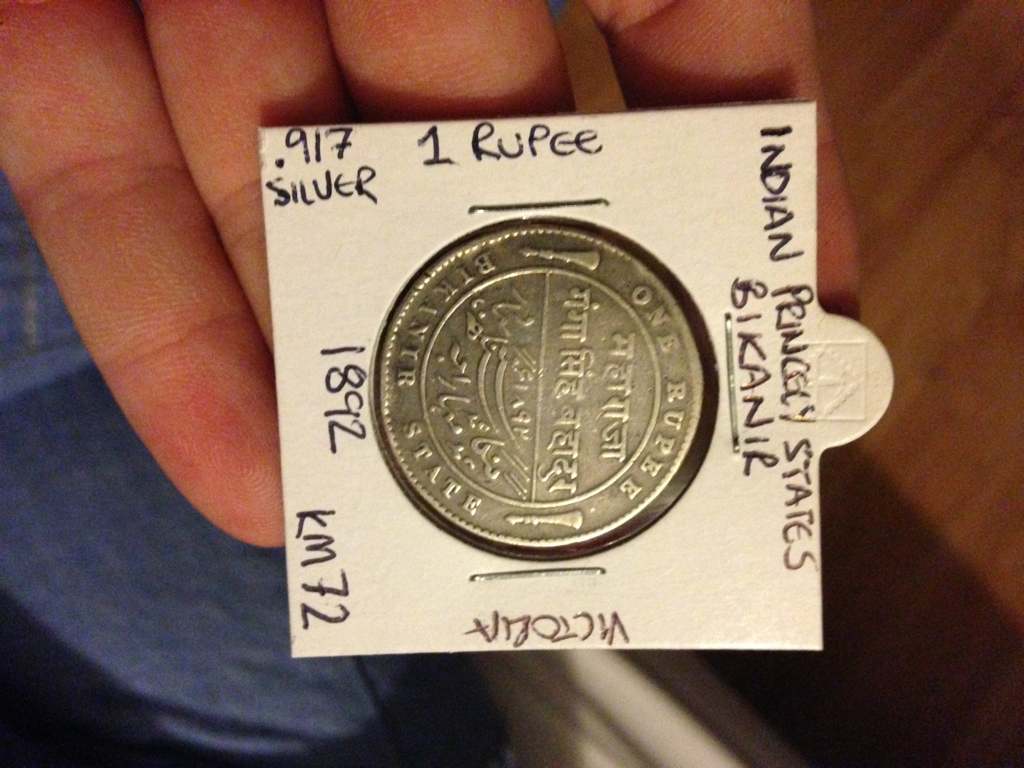 INDIAN PRINCELY STATES
BIKANIR
.917
SILVER
1 RUPEE
ONE RUPEE
महाराजा
गंगा सिंह बहादुर
BIKANIR STATE
1892
KM72
VICTORIA